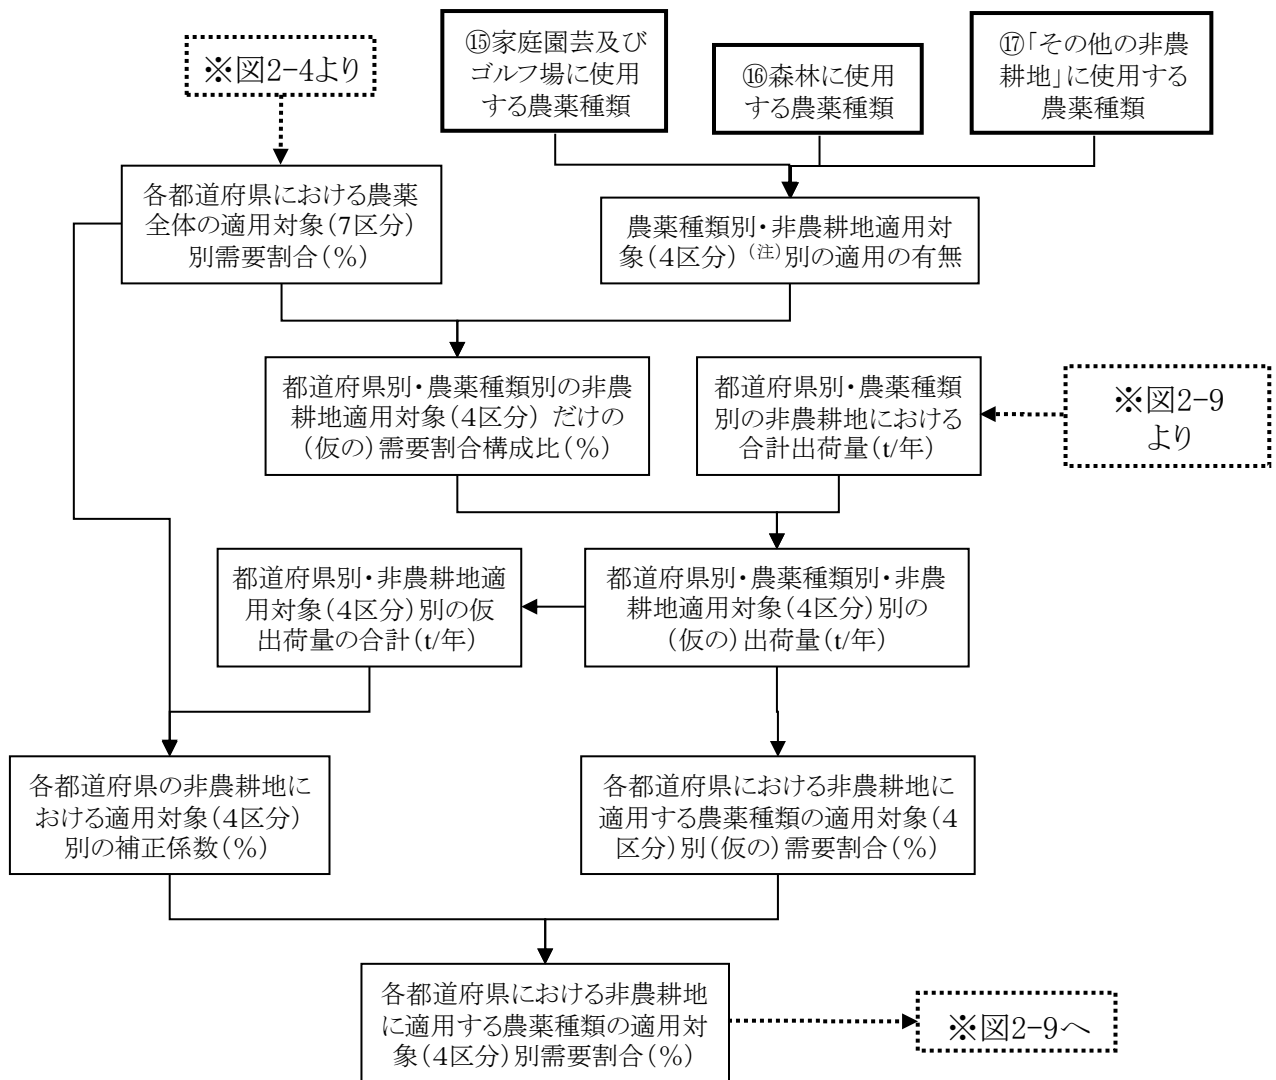 ※図2-4より
⑮家庭園芸及び
ゴルフ場に使用
する農薬種類
⑯森林に使用
する農薬種類
⑰「その他の非農
耕地」に使用する
農薬種類
各都道府県における農薬
全体の適用対象(7区分)
別需要割合(%)
農薬種類別・非農耕地適用対
象(4区分)(注)別の適用の有無
都道府県別・農薬種類別の非農
耕地適用対象(4区分)だけの
(仮の)需要割合構成比(%)
都道府県別・農薬種類
別の非農耕地における
合計出荷量(t/年)
※図2-9
より
都道府県別・非農耕地適
用対象(4区分)別の仮
出荷量の合計(t/年)
都道府県別・農薬種類別・非農
耕地適用対象(4区分)別の
(仮の)出荷量(t/年)
各都道府県の非農耕地に
おける適用対象(4区分)
別の補正係数(%)
各都道府県における非農耕地に
適用する農薬種類の適用対象(4
区分)別(仮の)需要割合(%)
各都道府県における非農耕地
に適用する農薬種類の適用対
象(4区分)別需要割合(%)
※図2-9へ